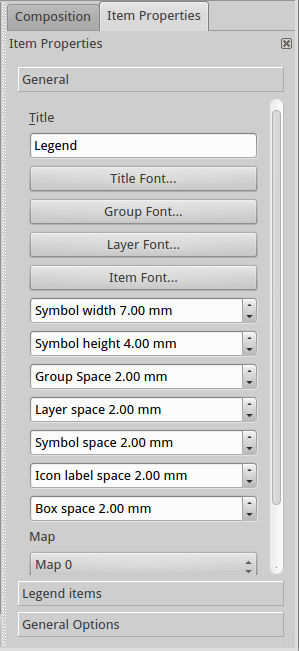 Composition Item Properties
Item Properties
General
Title
Legend
Title Font...
Group Font...
Layer Font...
Item Font...
Symbol width 7.00 mm
Symbol height 4.00 mm
Group Space 2.00 mm
Layer space 2.00 mm
Symbol space 2.00 mm
Icon label space 2.00 mm
Box space 2.00 mm
Map
Map 0
Legend items
General Options